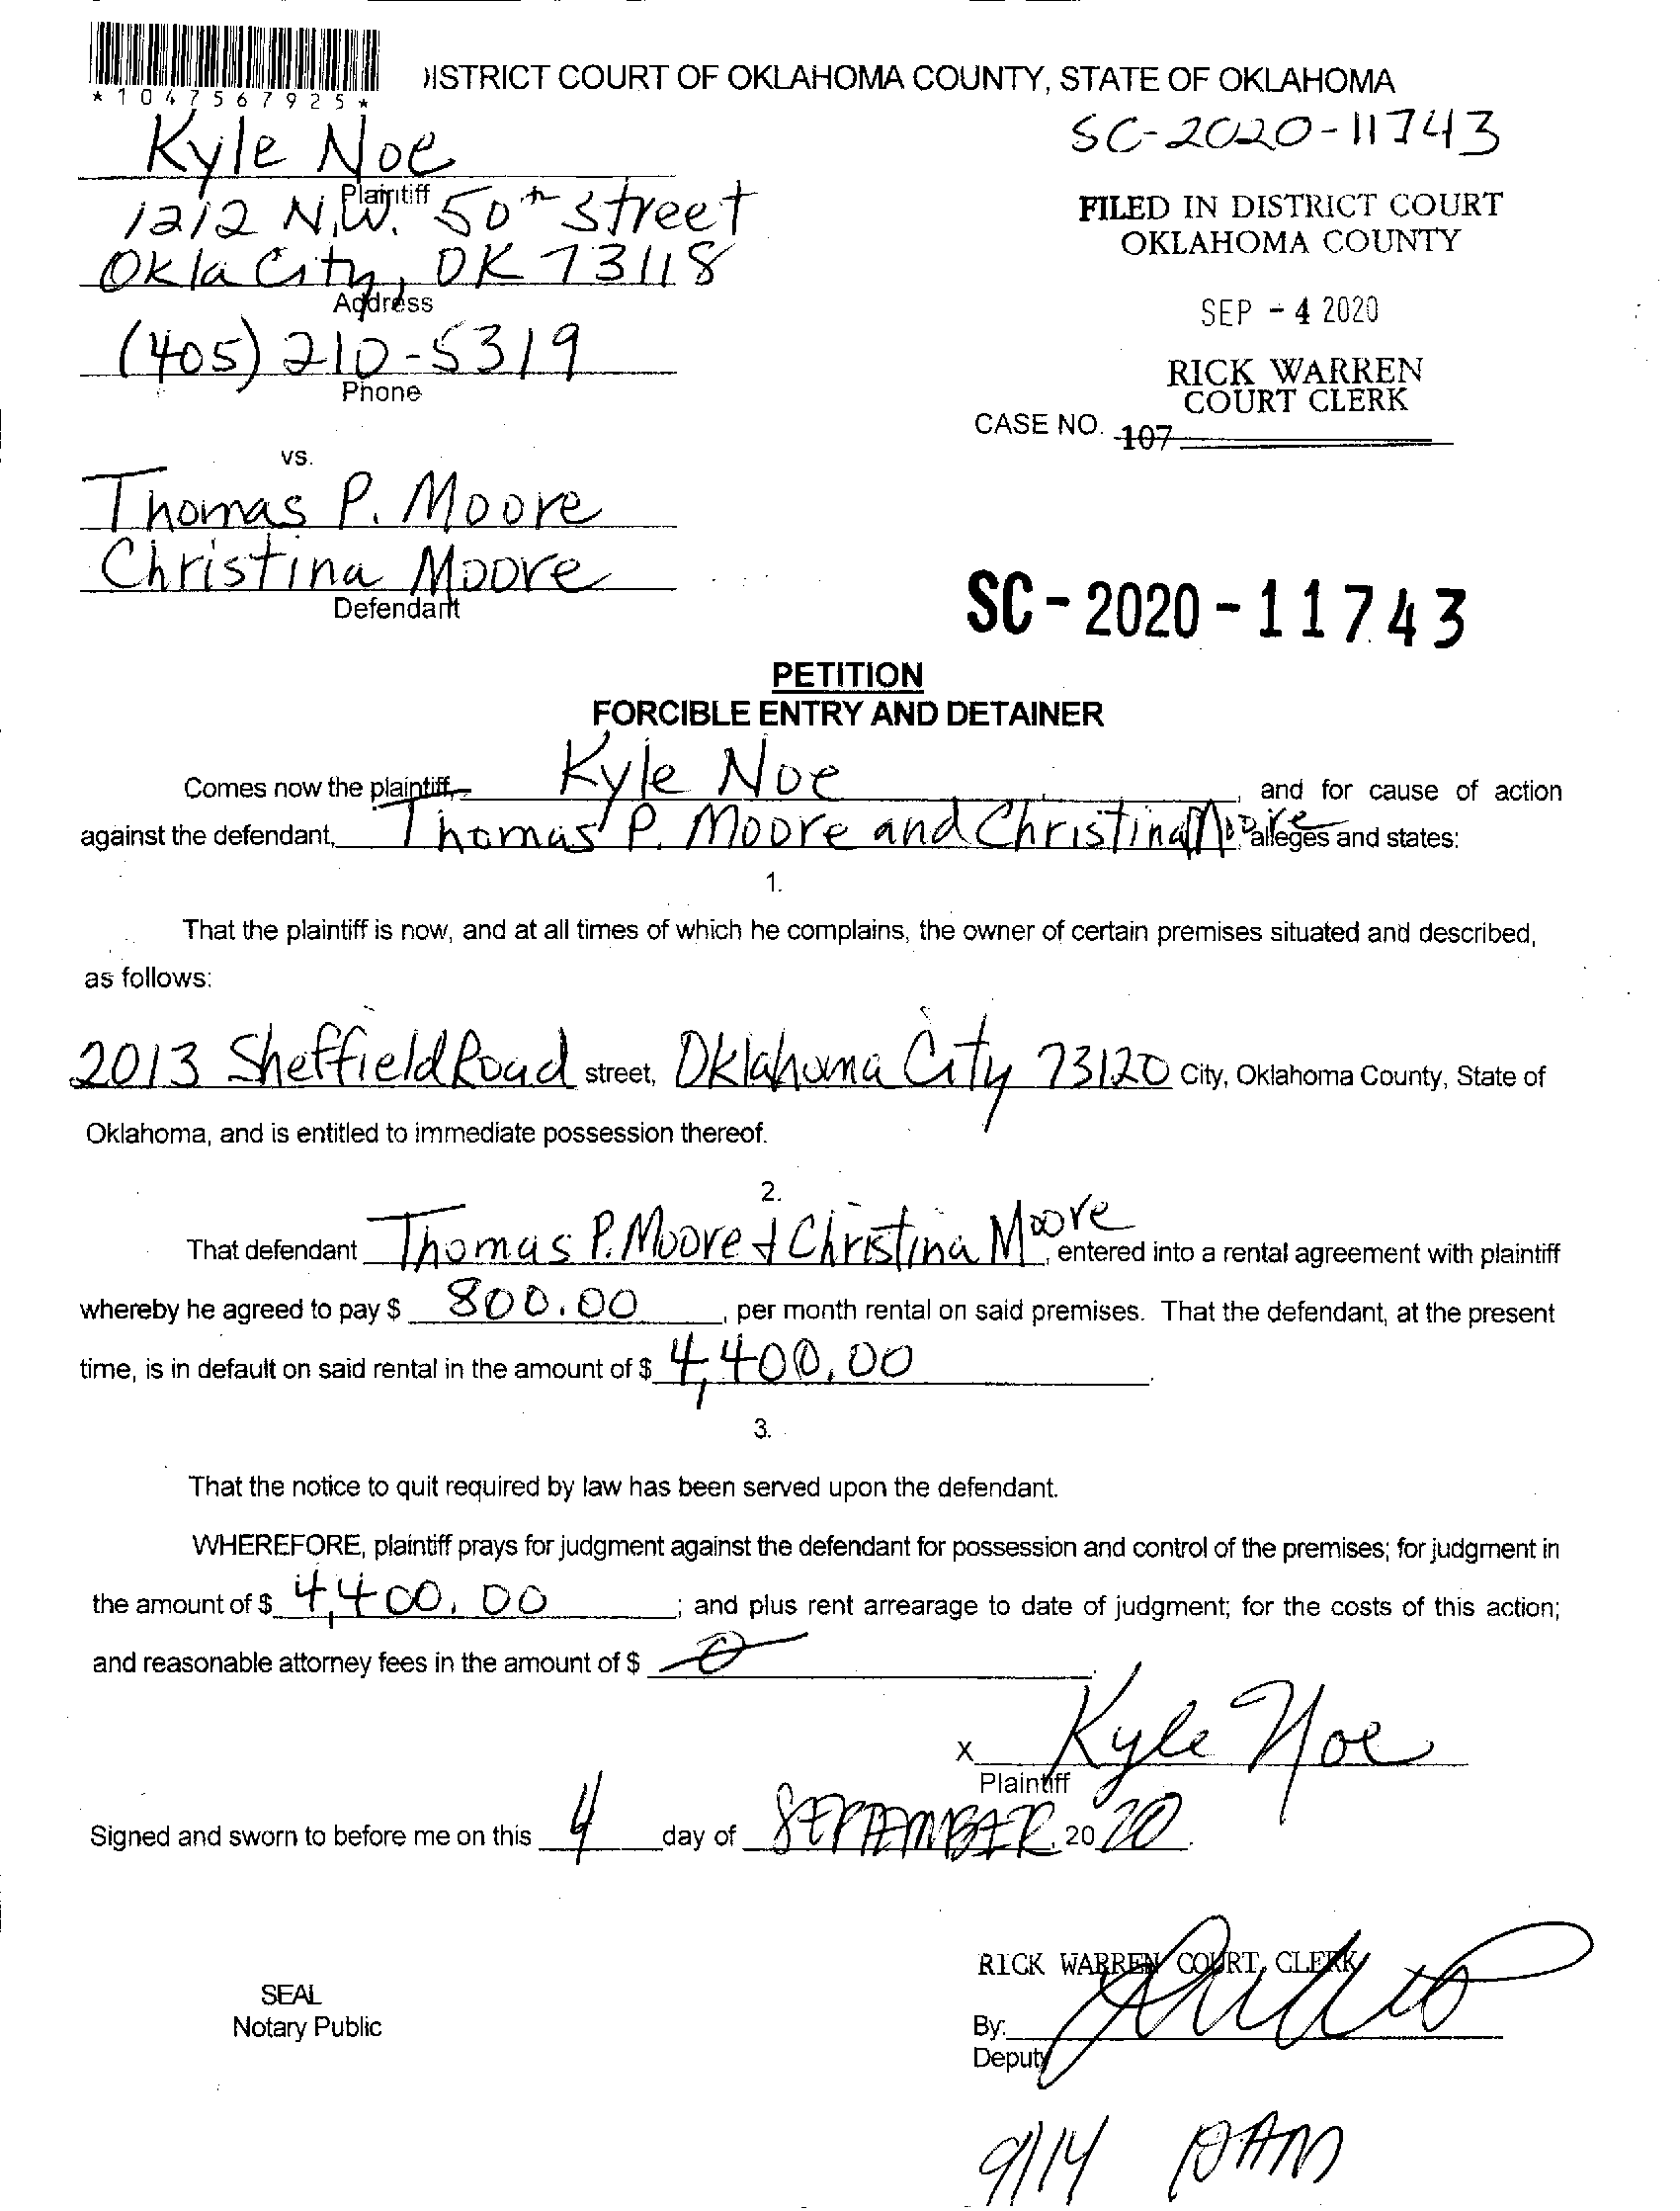 *1047567925*
DISTRICT COURT OF OKLAHOMA COUNTY, STATE OF OKLAHOMA
SC-2020-11743
Kyle Noe
Plaintiff
1212 N.W. 50th Street
Okla City, OK 73118
Address
(405) 210-5319
Phone
FILED IN DISTRICT COURT
OKLAHOMA COUNTY
SEP - 4 2020
RICK WARREN
COURT CLERK
CASE NO. 107
vs.
Thomas P. Moore
Christina Moore
Defendant
SC-2020-11743
PETITION
FORCIBLE ENTRY AND DETAINER
Comes now the plaintiff, Kyle Noe, and for cause of action
against the defendant, Thomas P. Moore and Christina Moore, alleges and states:
1.
That the plaintiff is now, and at all times of which he complains, the owner of certain premises situated and described,
as follows:
2013 Sheffield Road street, Oklahoma City 73120 City, Oklahoma County, State of
Oklahoma, and is entitled to immediate possession thereof.
2.
That defendant Thomas P. Moore + Christina Moore, entered into a rental agreement with plaintiff
whereby he agreed to pay $ 800.00, per month rental on said premises. That the defendant, at the present
time, is in default on said rental in the amount of $ 4,400.00.
3.
That the notice to quit required by law has been served upon the defendant.
WHEREFORE, plaintiff prays for judgment against the defendant for possession and control of the premises; for judgment in
the amount of $ 4,400.00; and plus rent arrearage to date of judgment; for the costs of this action;
and reasonable attorney fees in the amount of $ 0.
X Kyle Noe
Plaintiff
Signed and sworn to before me on this 4 day of SEPTEMBER, 2020.
RICK WARREN COURT CLERK
SEAL
Notary Public
By:
Deputy
9/14